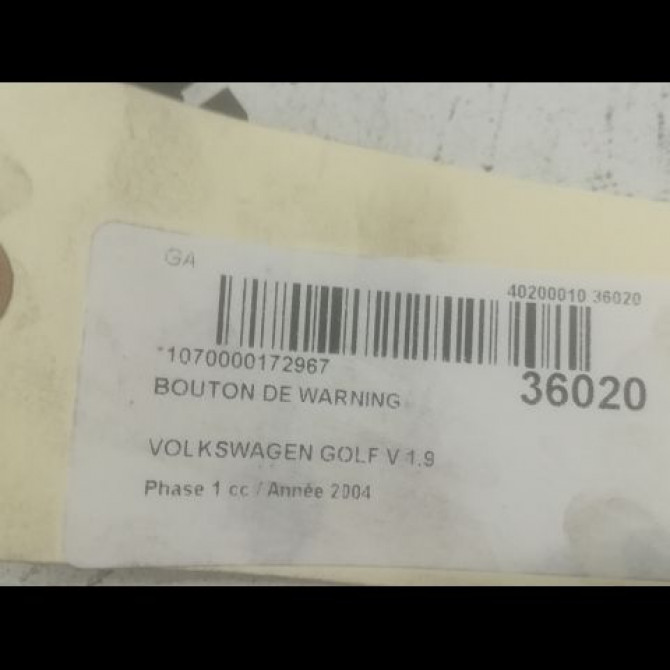 GA
40200010 36020
*1070000172967
36020
BOUTON DE WARNING
VOLKSWAGEN GOLF V 1.9
Phase 1 cc / Année 2004